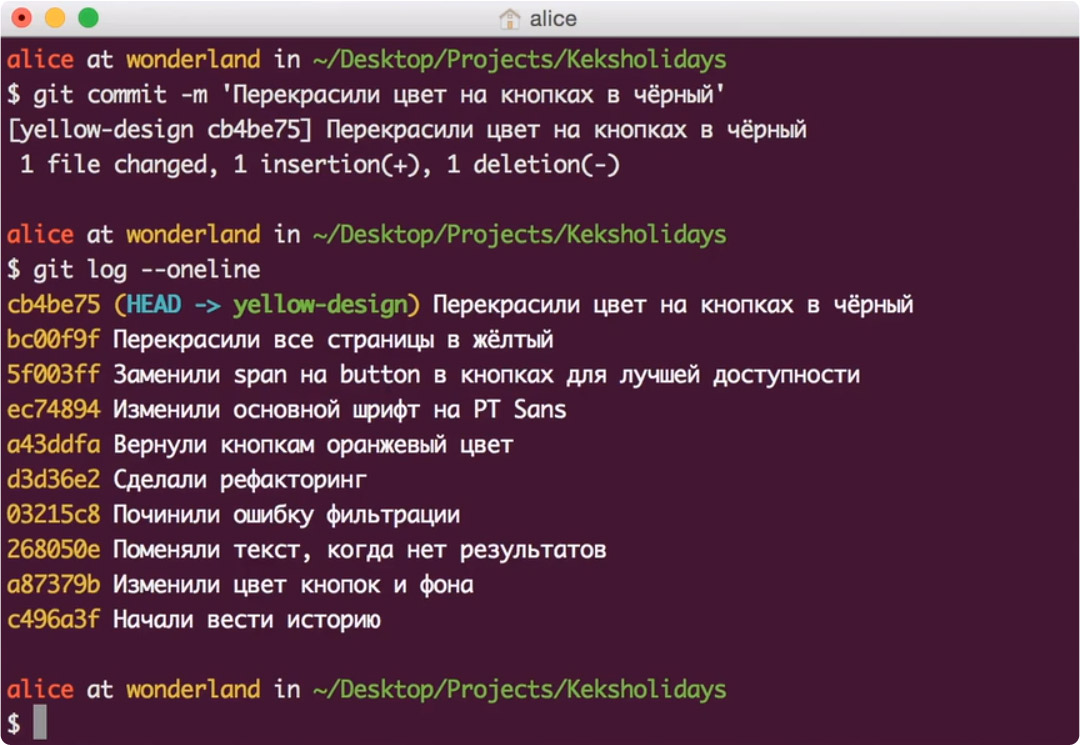 alice
alice at wonderland in ~/Desktop/Projects/Keksholidays
$ git commit -m 'Перекрасили цвет на кнопках в чёрный'
[yellow-design cb4be75] Перекрасили цвет на кнопках в чёрный
1 file changed, 1 insertion(+), 1 deletion(-)
alice at wonderland in ~/Desktop/Projects/Keksholidays
$ git log --oneline
cb4be75 (HEAD -> yellow-design) Перекрасили цвет на кнопках в чёрный
bc00f9f Перекрасили все страницы в жёлтый
5f003ff Заменили span на button в кнопках для лучшей доступности
ec74894 Изменили основной шрифт на PT Sans
a43ddfa Вернули кнопкам оранжевый цвет
d3d36e2 Сделали рефакторинг
03215c8 Починили ошибку фильтрации
268050e Поменяли текст, когда нет результатов
a87379b Изменили цвет кнопок и фона
c496a3f Начали вести историю
alice at wonderland in ~/Desktop/Projects/Keksholidays
$